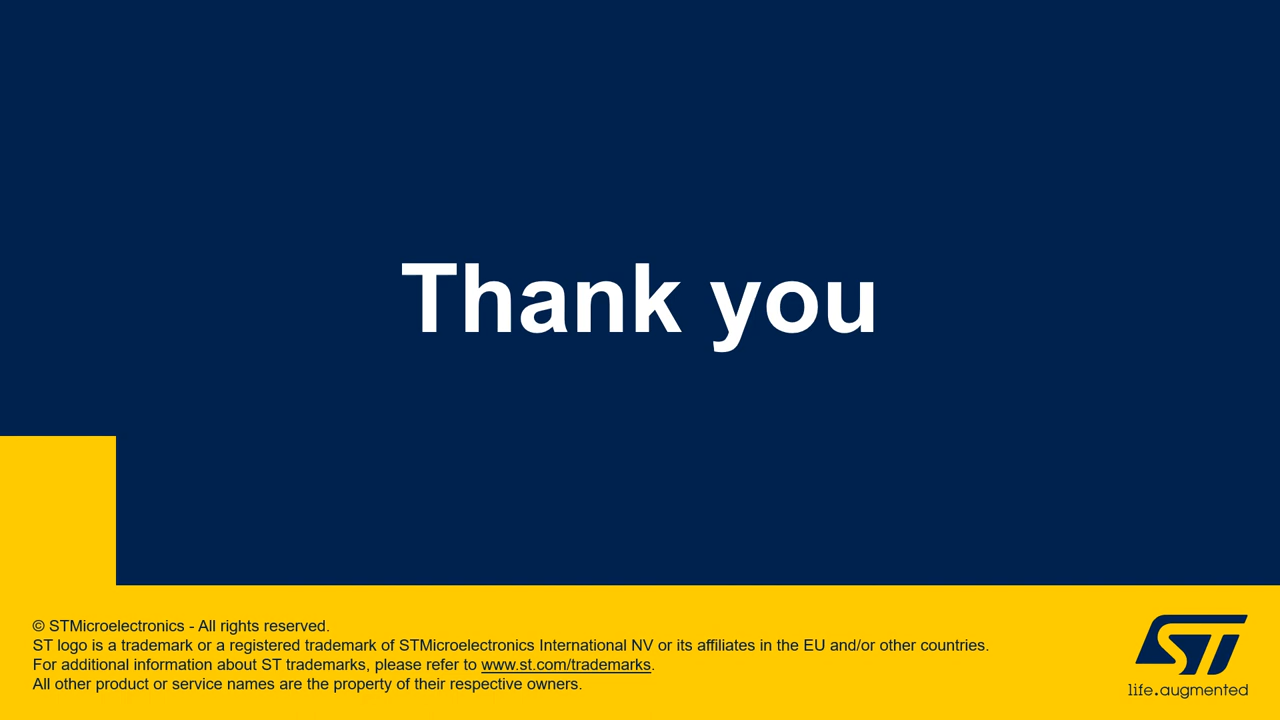 Thank you
© STMicroelectronics - All rights reserved.
ST logo is a trademark or a registered trademark of STMicroelectronics International NV or its affiliates in the EU and/or other countries.
For additional information about ST trademarks, please refer to www.st.com/trademarks.
All other product or service names are the property of their respective owners.
ST
life.augmented